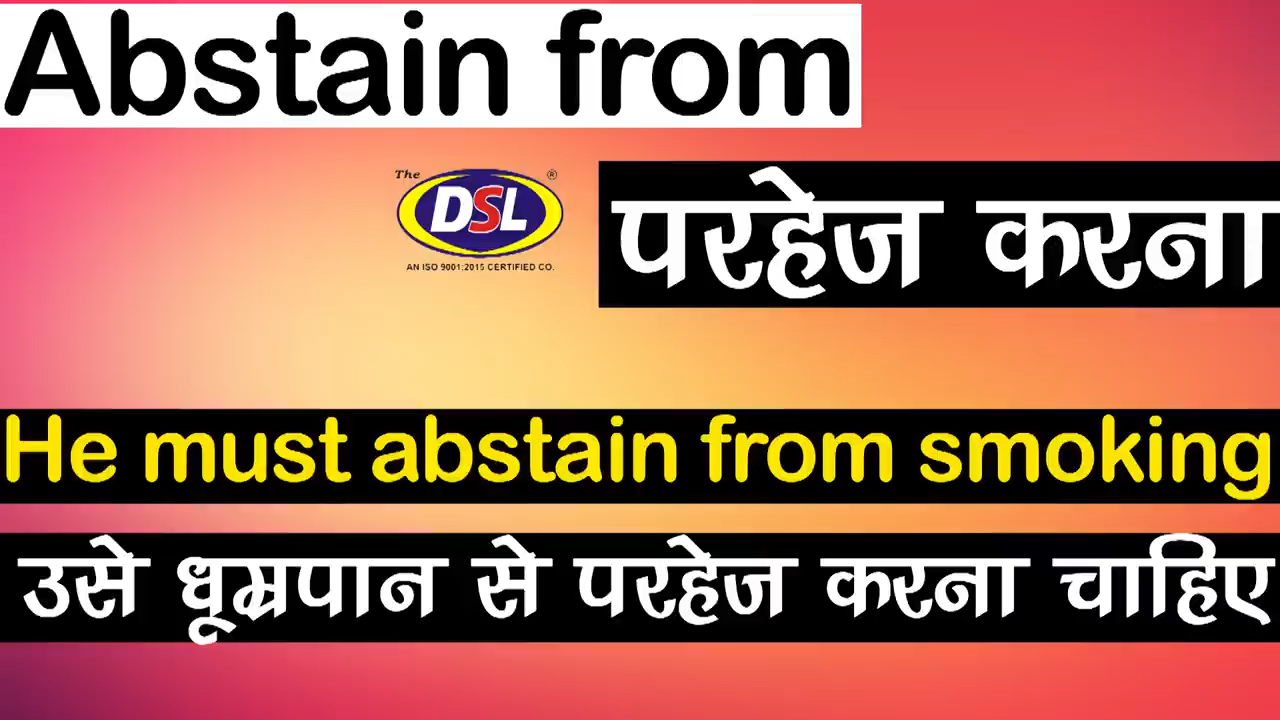 Abstain from
The DSL ®
AN ISO 9001:2015 CERTIFIED CO.
परहेज करना
He must abstain from smoking
उसे धूम्रपान से परहेज करना चाहिए